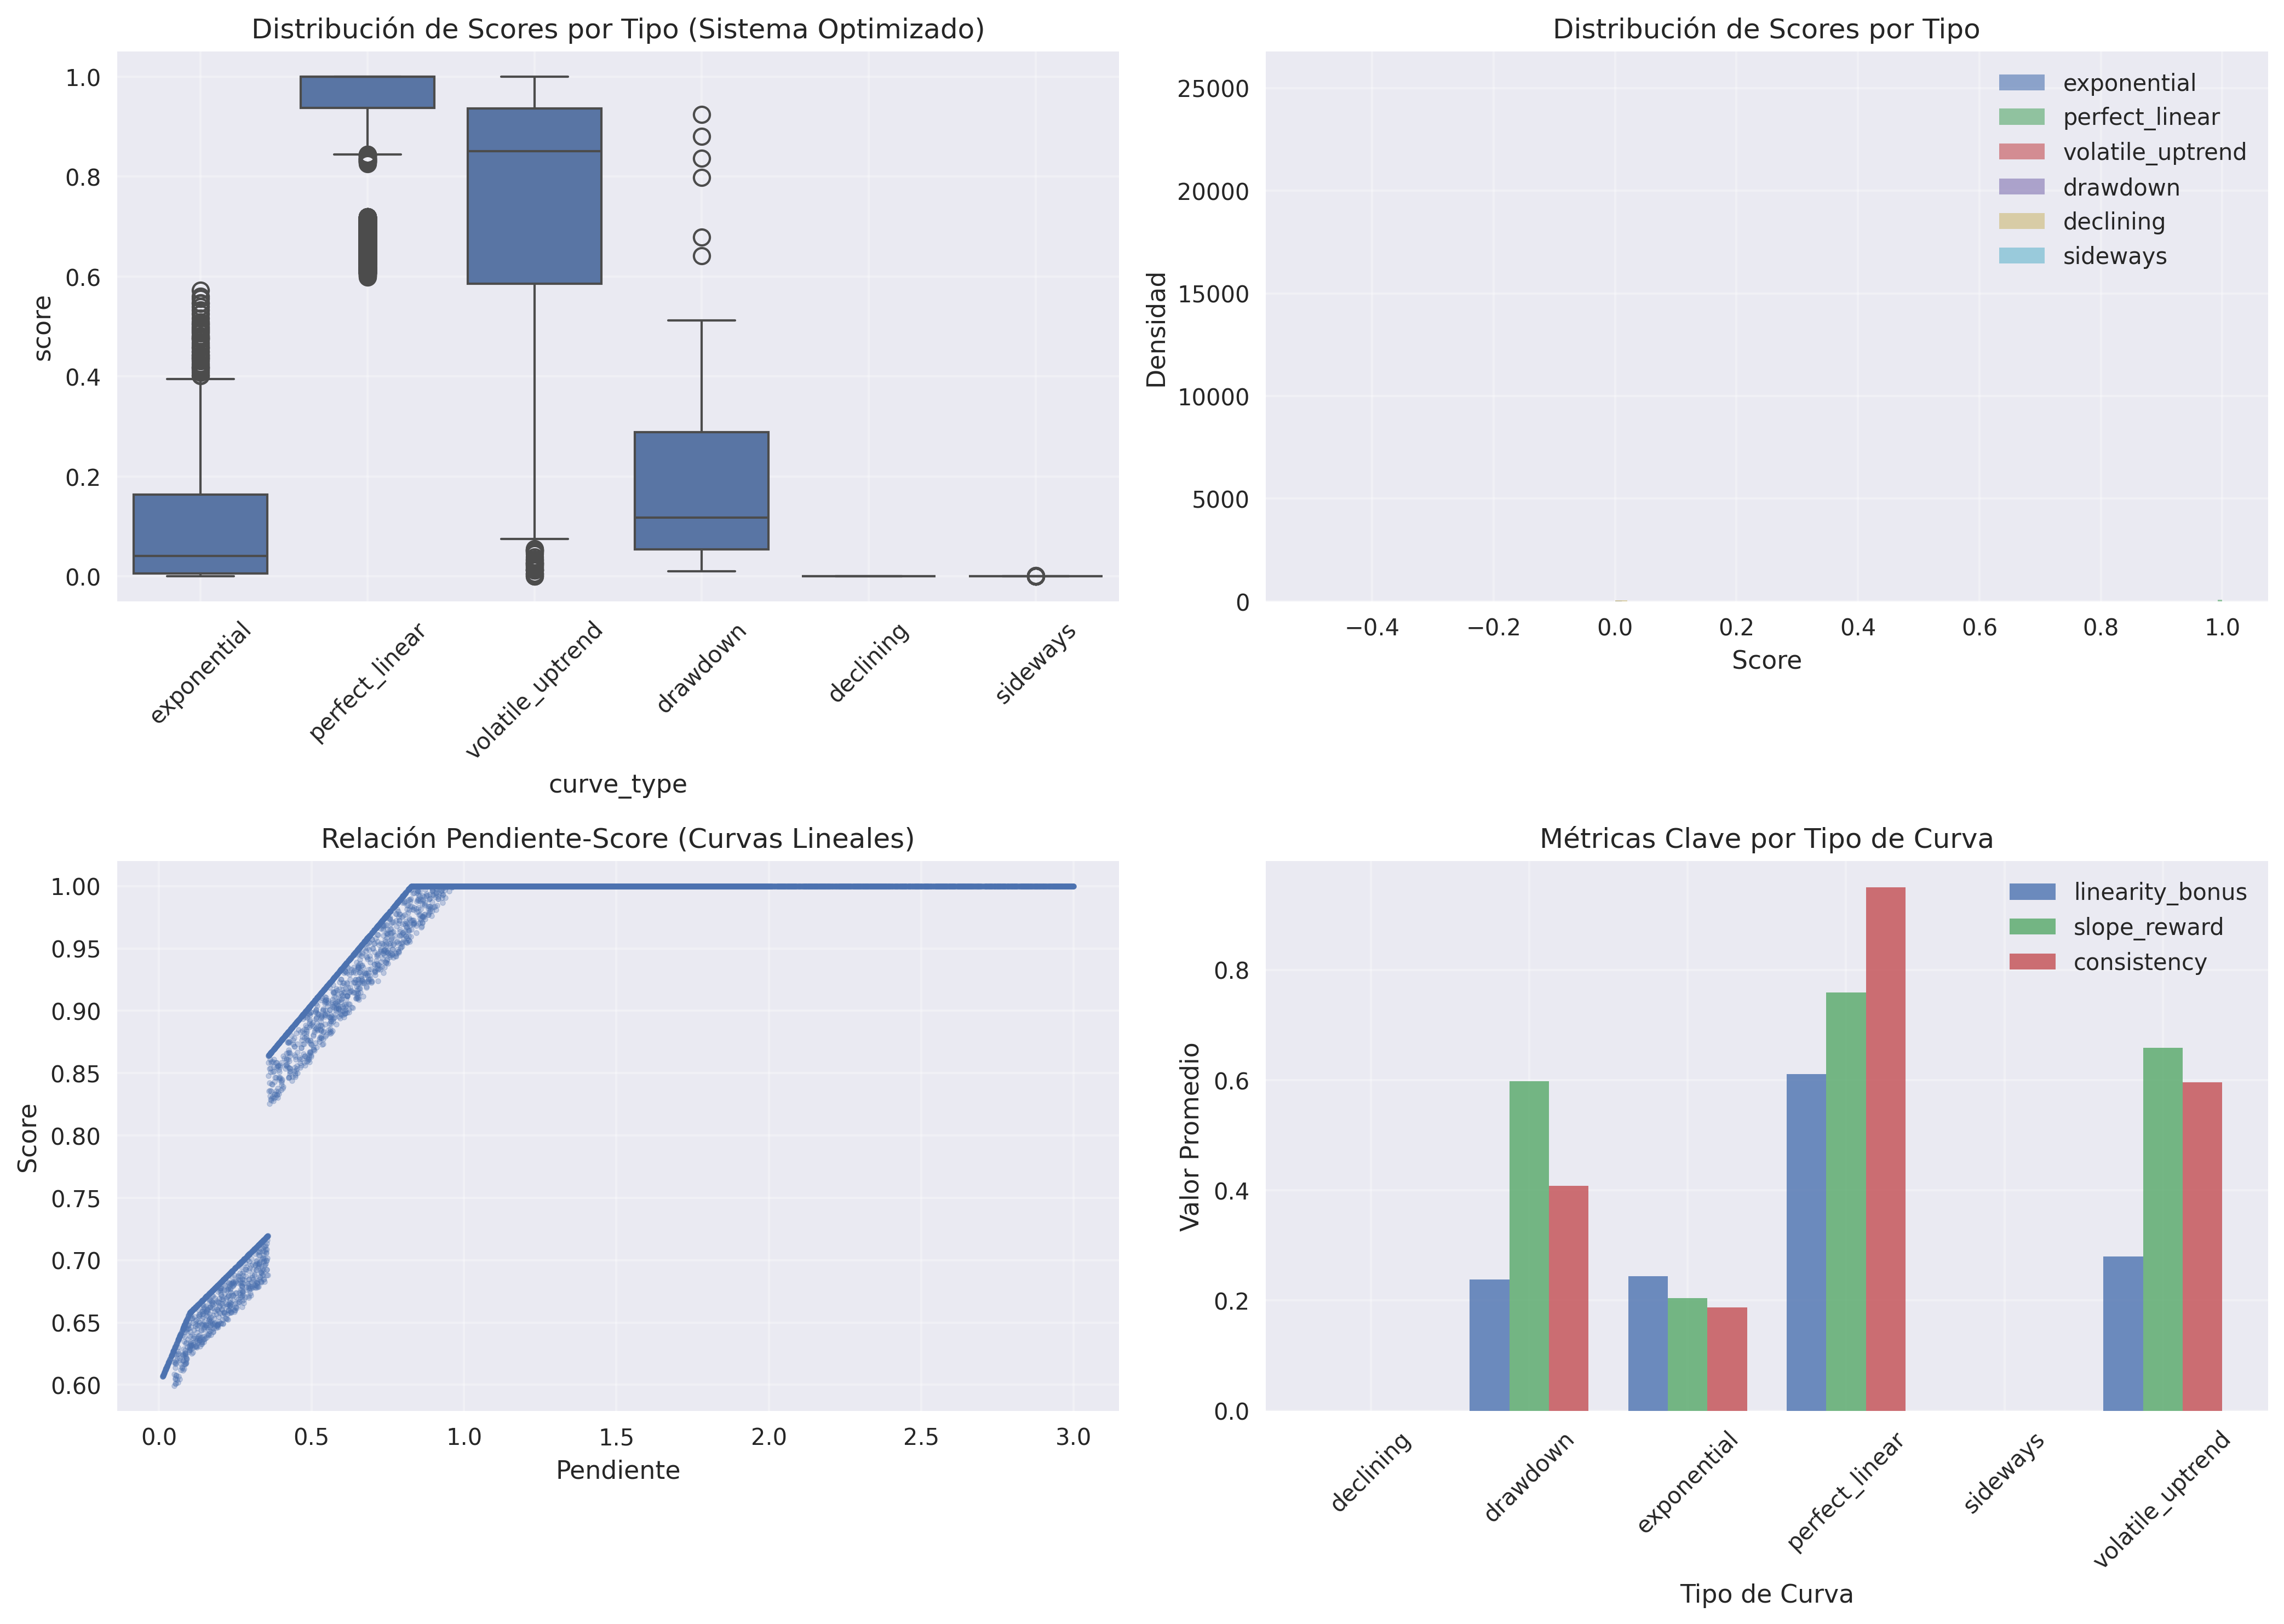 Distribución de Scores por Tipo (Sistema Optimizado)
score
1.0
0.8
0.6
0.4
0.2
0.0
exponential
perfect_linear
volatile_uptrend
drawdown
declining
sideways
curve_type
Distribución de Scores por Tipo
Densidad
25000
20000
15000
10000
5000
0
exponential
perfect_linear
volatile_uptrend
drawdown
declining
sideways
−0.4
−0.2
0.0
0.2
0.4
0.6
0.8
1.0
Score
Relación Pendiente-Score (Curvas Lineales)
Score
1.00
0.95
0.90
0.85
0.80
0.75
0.70
0.65
0.60
0.0
0.5
1.0
1.5
2.0
2.5
3.0
Pendiente
Métricas Clave por Tipo de Curva
Valor Promedio
0.8
0.6
0.4
0.2
0.0
linearity_bonus
slope_reward
consistency
declining
drawdown
exponential
perfect_linear
sideways
volatile_uptrend
Tipo de Curva